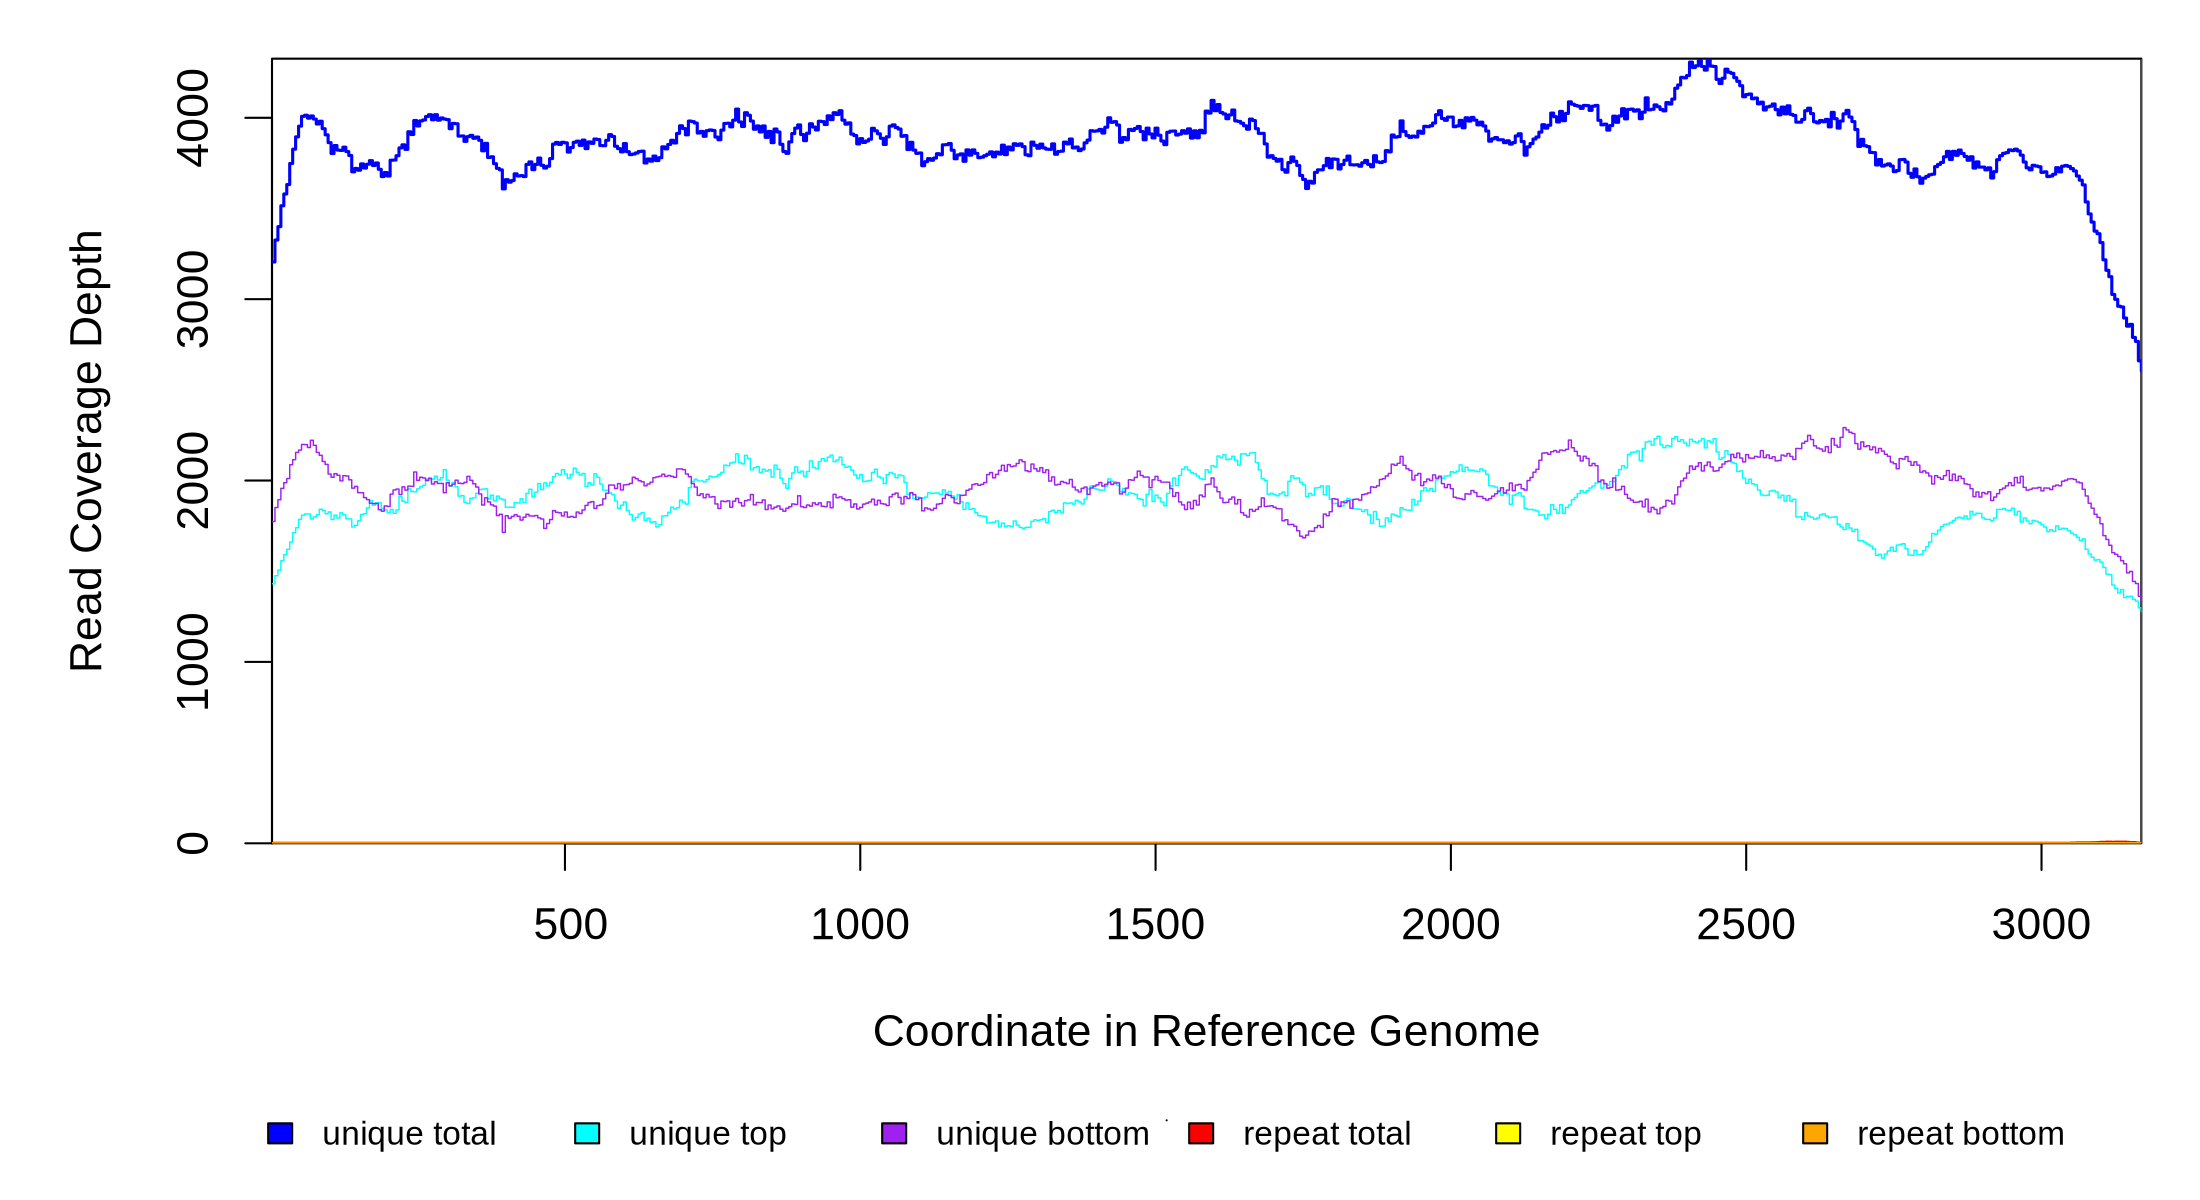 Read Coverage Depth
4000
3000
2000
1000
0
500 1000 1500 2000 2500 3000
Coordinate in Reference Genome
unique total unique top unique bottom repeat total repeat top repeat bottom